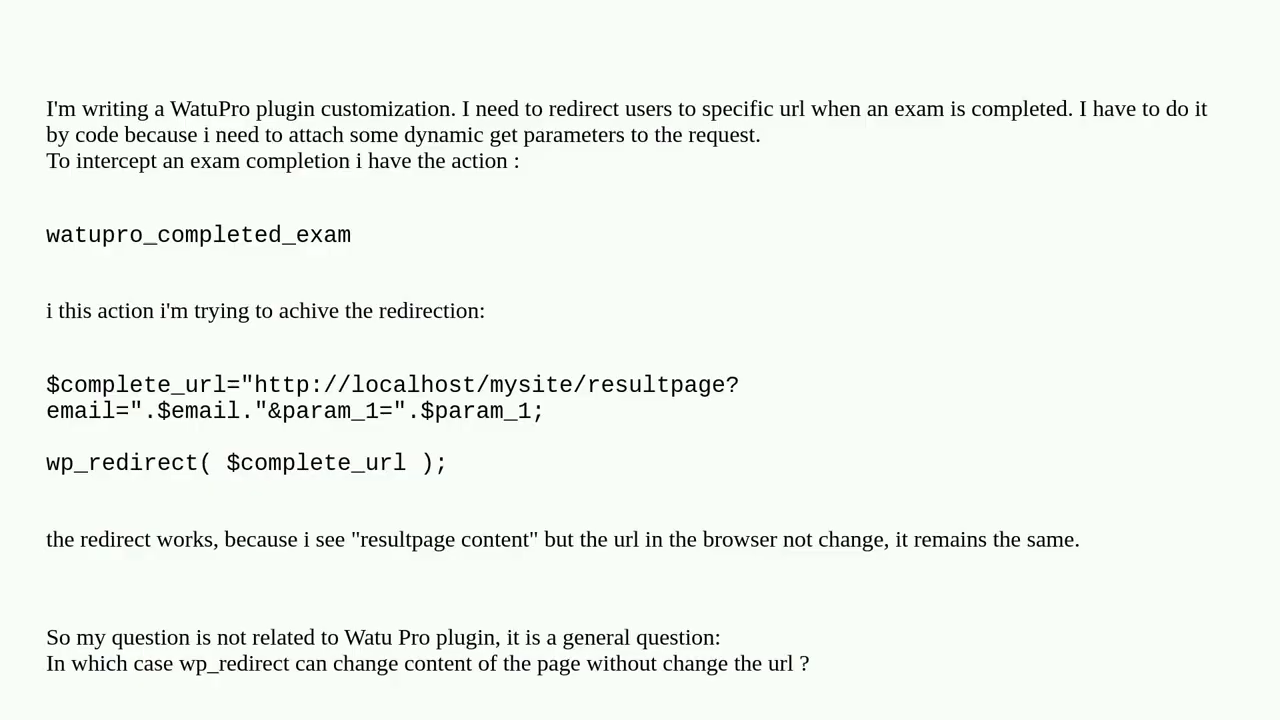 I'm writing a WatuPro plugin customization. I need to redirect users to specific url when an exam is completed. I have to do it
by code because i need to attach some dynamic get parameters to the request.
To intercept an exam completion i have the action :
watupro_completed_exam
i this action i'm trying to achive the redirection:
$complete_url="http://localhost/mysite/resultpage?
email=".$email."&param_1=".$param_1;
wp_redirect( $complete_url );
the redirect works, because i see "resultpage content" but the url in the browser not change, it remains the same.
So my question is not related to Watu Pro plugin, it is a general question:
In which case wp_redirect can change content of the page without change the url ?